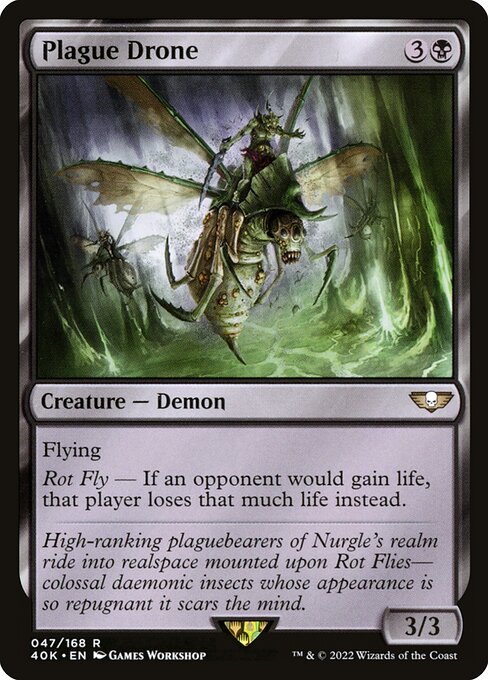 Plague Drone 3
Creature — Demon
Flying
Rot Fly — If an opponent would gain life,
that player loses that much life instead.
High-ranking plaguebearers of Nurgle's realm
ride into realspace mounted upon Rot Flies—
colossal daemonic insects whose appearance is
so repugnant it scars the mind.
3/3
047/168 R
40K • EN Games Workshop ™ & © 2022 Wizards of the Coast